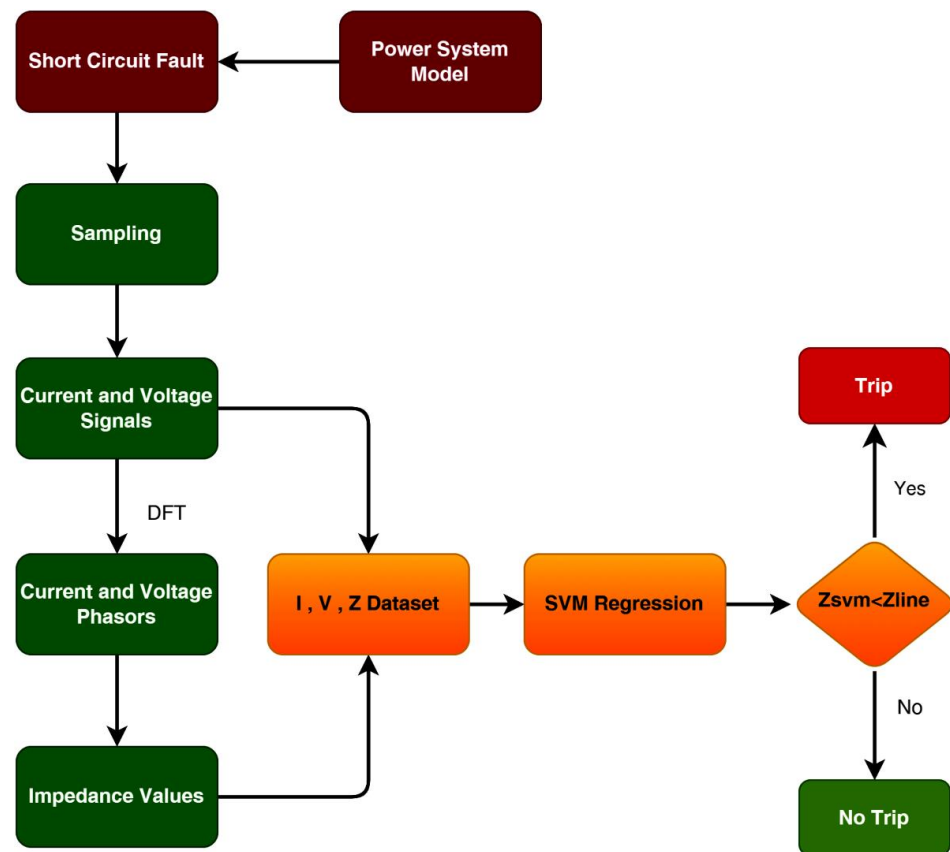 Short Circuit Fault
Power System
Model
Sampling
Current and Voltage
Signals
DFT
Current and Voltage
Phasors
Impedance Values
I , V , Z Dataset
SVM Regression
Zsvm<Zline
Yes
Trip
No
No Trip